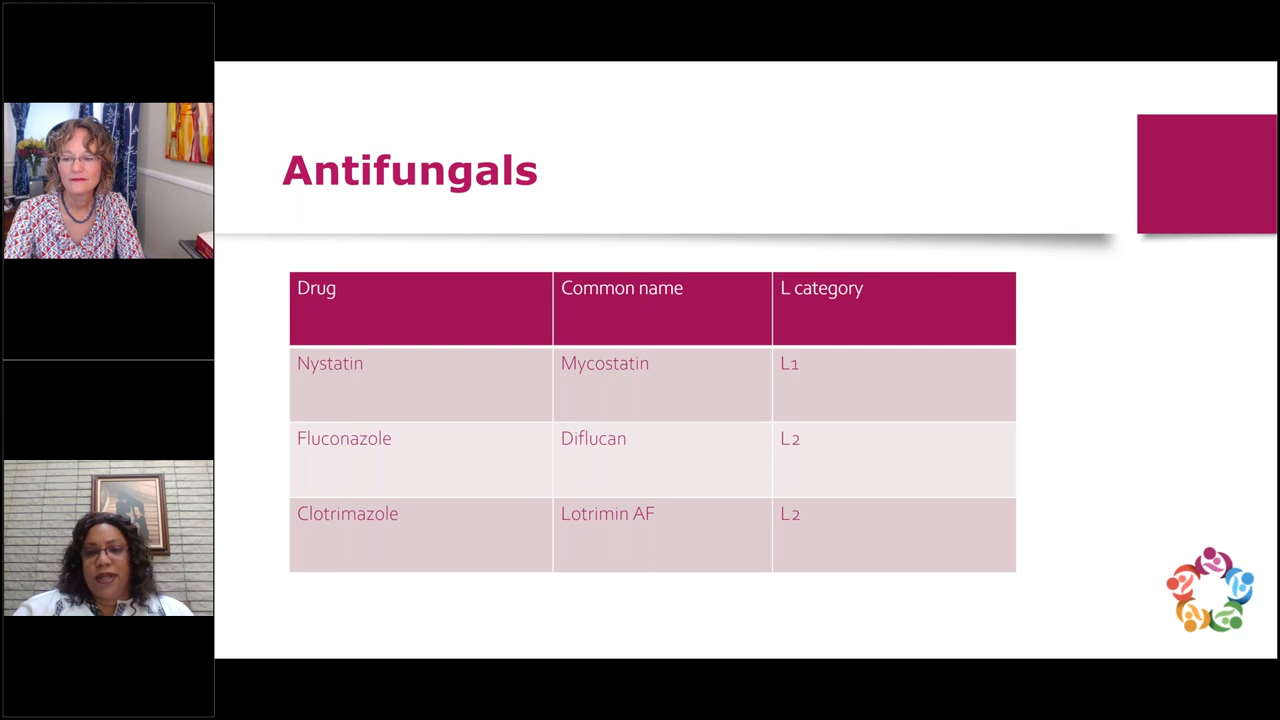 Antifungals
Drug Common name L category
Nystatin Mycostatin L1
Fluconazole Diflucan L2
Clotrimazole Lotrimin AF L2